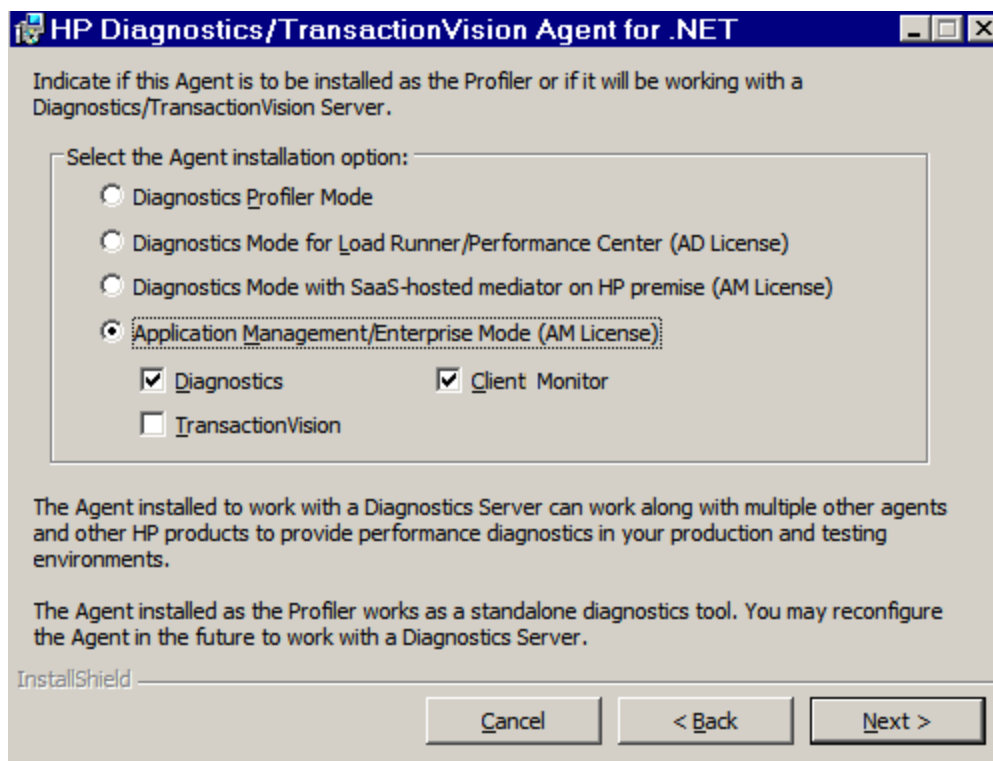 HP Diagnostics/TransactionVision Agent for .NET
Indicate if this Agent is to be installed as the Profiler or if it will be working with a
Diagnostics/TransactionVision Server.
Select the Agent installation option:
Diagnostics Profiler Mode
Diagnostics Mode for Load Runner/Performance Center (AD License)
Diagnostics Mode with SaaS-hosted mediator on HP premise (AM License)
Application Management/Enterprise Mode (AM License)
Diagnostics Client Monitor
TransactionVision
The Agent installed to work with a Diagnostics Server can work along with multiple other agents
and other HP products to provide performance diagnostics in your production and testing
environments.
The Agent installed as the Profiler works as a standalone diagnostics tool. You may reconfigure
the Agent in the future to work with a Diagnostics Server.
InstallShield
Cancel < Back Next >